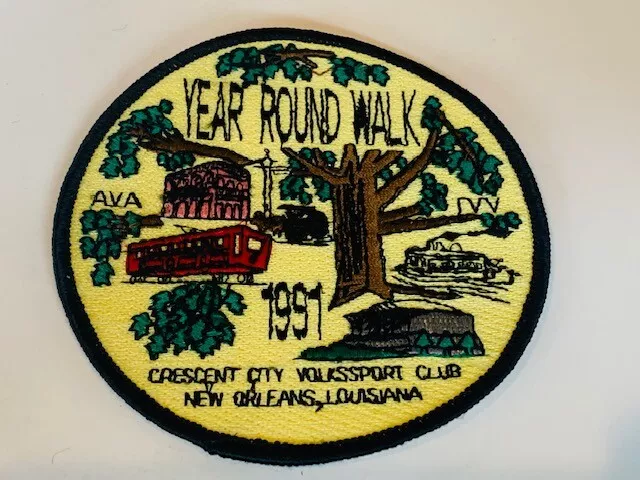 YEAR ROUND WALK
AVA
IVV
1991
CRESCENT CITY VOLKSSPORT CLUB
NEW ORLEANS, LOUISIANA